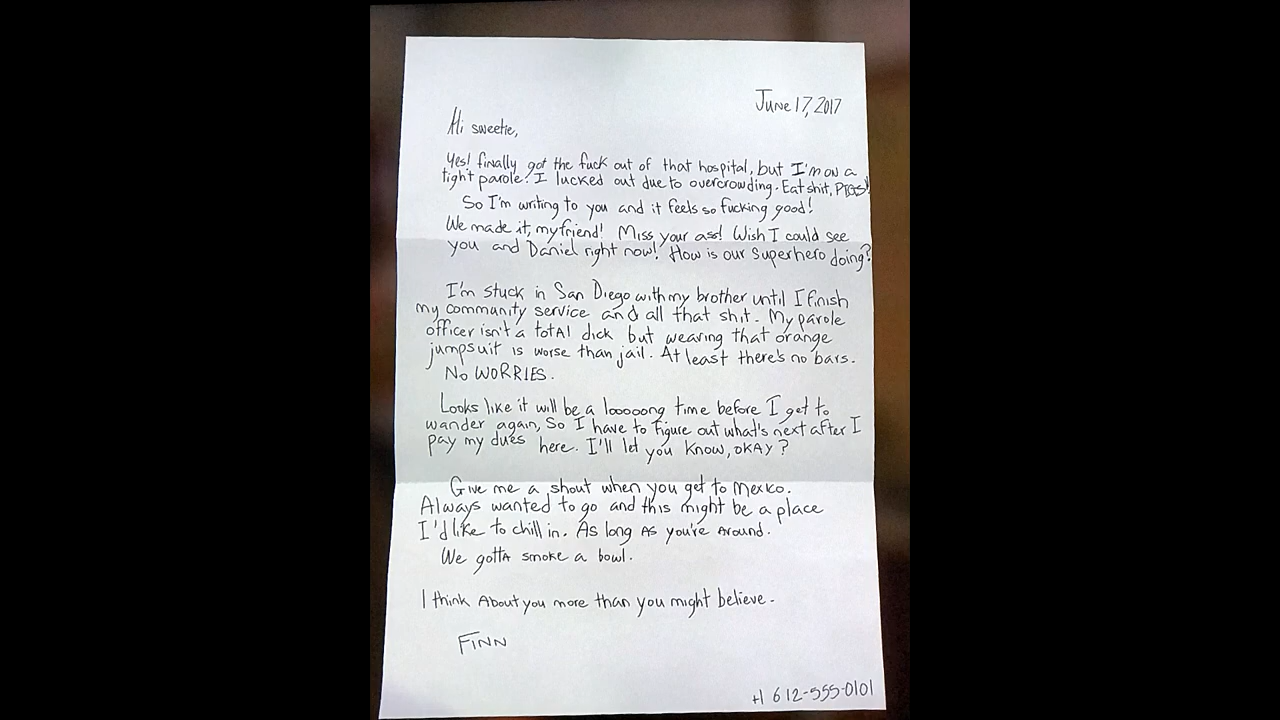 June 17, 2017
Hi sweetie,
Yes! finally got the fuck out of that hospital, but I'm on a
tight parole. I lucked out due to overcrowding. Eat shit, PIGS!
So I'm writing to you and it feels so fucking good!
We made it, my friend! Miss your ass! Wish I could see
you and Daniel right now! How is our Superhero doing?
I'm stuck in San Diego with my brother until I finish
my community service and all that shit. My parole
officer isn't a totAl dick but wearing that orange
jumpsuit is worse than jail. At least there's no bars.
No WORRIES.
Looks like it will be a looooong time before I get to
wander again, So I have to figure out what's next after I
pay my dues here. I'll let you know, OKAY?
Give me a shout when you get to Mexico.
Always wanted to go and this might be a place
I'd like to chill in. As long As you're Around.
We gottA smoke a bowl.
I think About you more than you might believe.
FINN
+1 612-555-0101